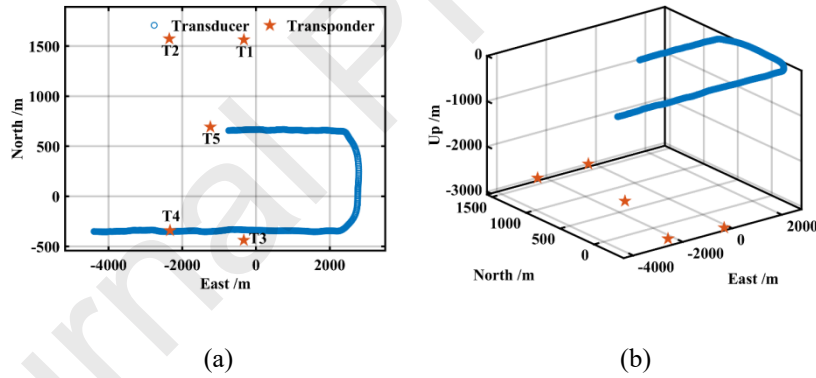 Transducer Transponder
T2 T1
T5
T4
T3
1500
1000
500
0
-500
North /m
-4000 -2000 0 2000
East /m
(a)
0
-1000
-2000
-3000
Up /m
1500
1000
500
0
North /m
-4000
-2000
0
2000
East /m
(b)